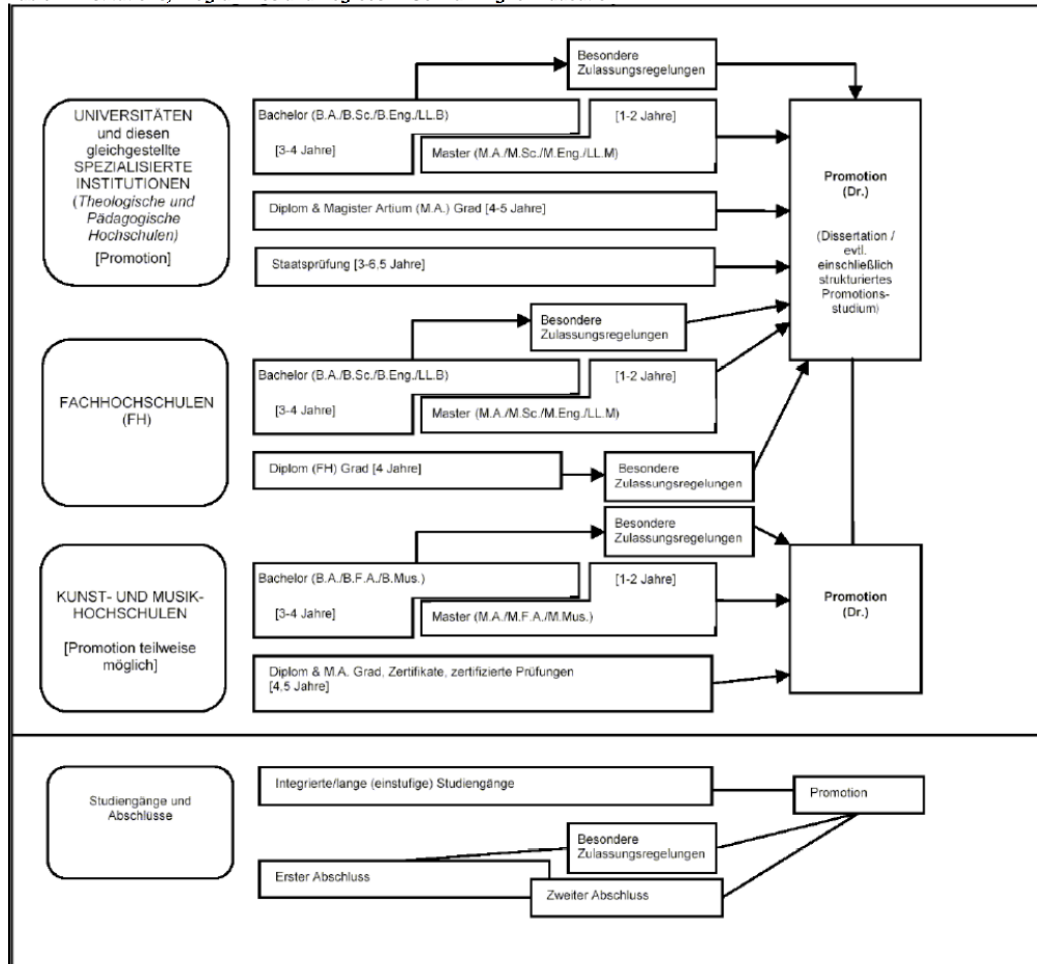 Besondere
Zulassungsregelungen
UNIVERSITÄTEN
und diesen
gleichgestellte
SPEZIALISIERTE
INSTITUTIONEN
(Theologische und
Pädagogische
Hochschulen)
[Promotion]
Bachelor (B.A./B.Sc./B.Eng./LL.B)
[3-4 Jahre]
[1-2 Jahre]
Master (M.A./M.Sc./M.Eng./LL.M)
Diplom & Magister Artium (M.A.) Grad [4-5 Jahre]
Staatsprüfung [3-6,5 Jahre]
Promotion
(Dr.)
(Dissertation /
evtl.
einschließlich
strukturiertes
Promotions-
studium)
Besondere
Zulassungsregelungen
FACHHOCHSCHULEN
(FH)
Bachelor (B.A./B.Sc./B.Eng./LL.B)
[3-4 Jahre]
[1-2 Jahre]
Master (M.A./M.Sc./M.Eng./LL.M)
Diplom (FH) Grad [4 Jahre]
Besondere
Zulassungsregelungen
Besondere
Zulassungsregelungen
KUNST- UND MUSIK-
HOCHSCHULEN
[Promotion teilweise
möglich]
Bachelor (B.A./B.F.A./B.Mus.)
[3-4 Jahre]
[1-2 Jahre]
Master (M.A./M.F.A./M.Mus.)
Diplom & M.A. Grad, Zertifikate, zertifizierte Prüfungen
[4,5 Jahre]
Promotion
(Dr.)
Studiengänge und
Abschlüsse
Integrierte/lange (einstufige) Studiengänge
Promotion
Besondere
Zulassungsregelungen
Erster Abschluss
Zweiter Abschluss